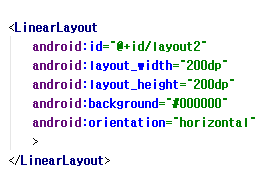 <LinearLayout
android:id="@+id/layout2"
android:layout_width="200dp"
android:layout_height="200dp"
android:background="#000000"
android:orientation="horizontal"
>
</LinearLayout>